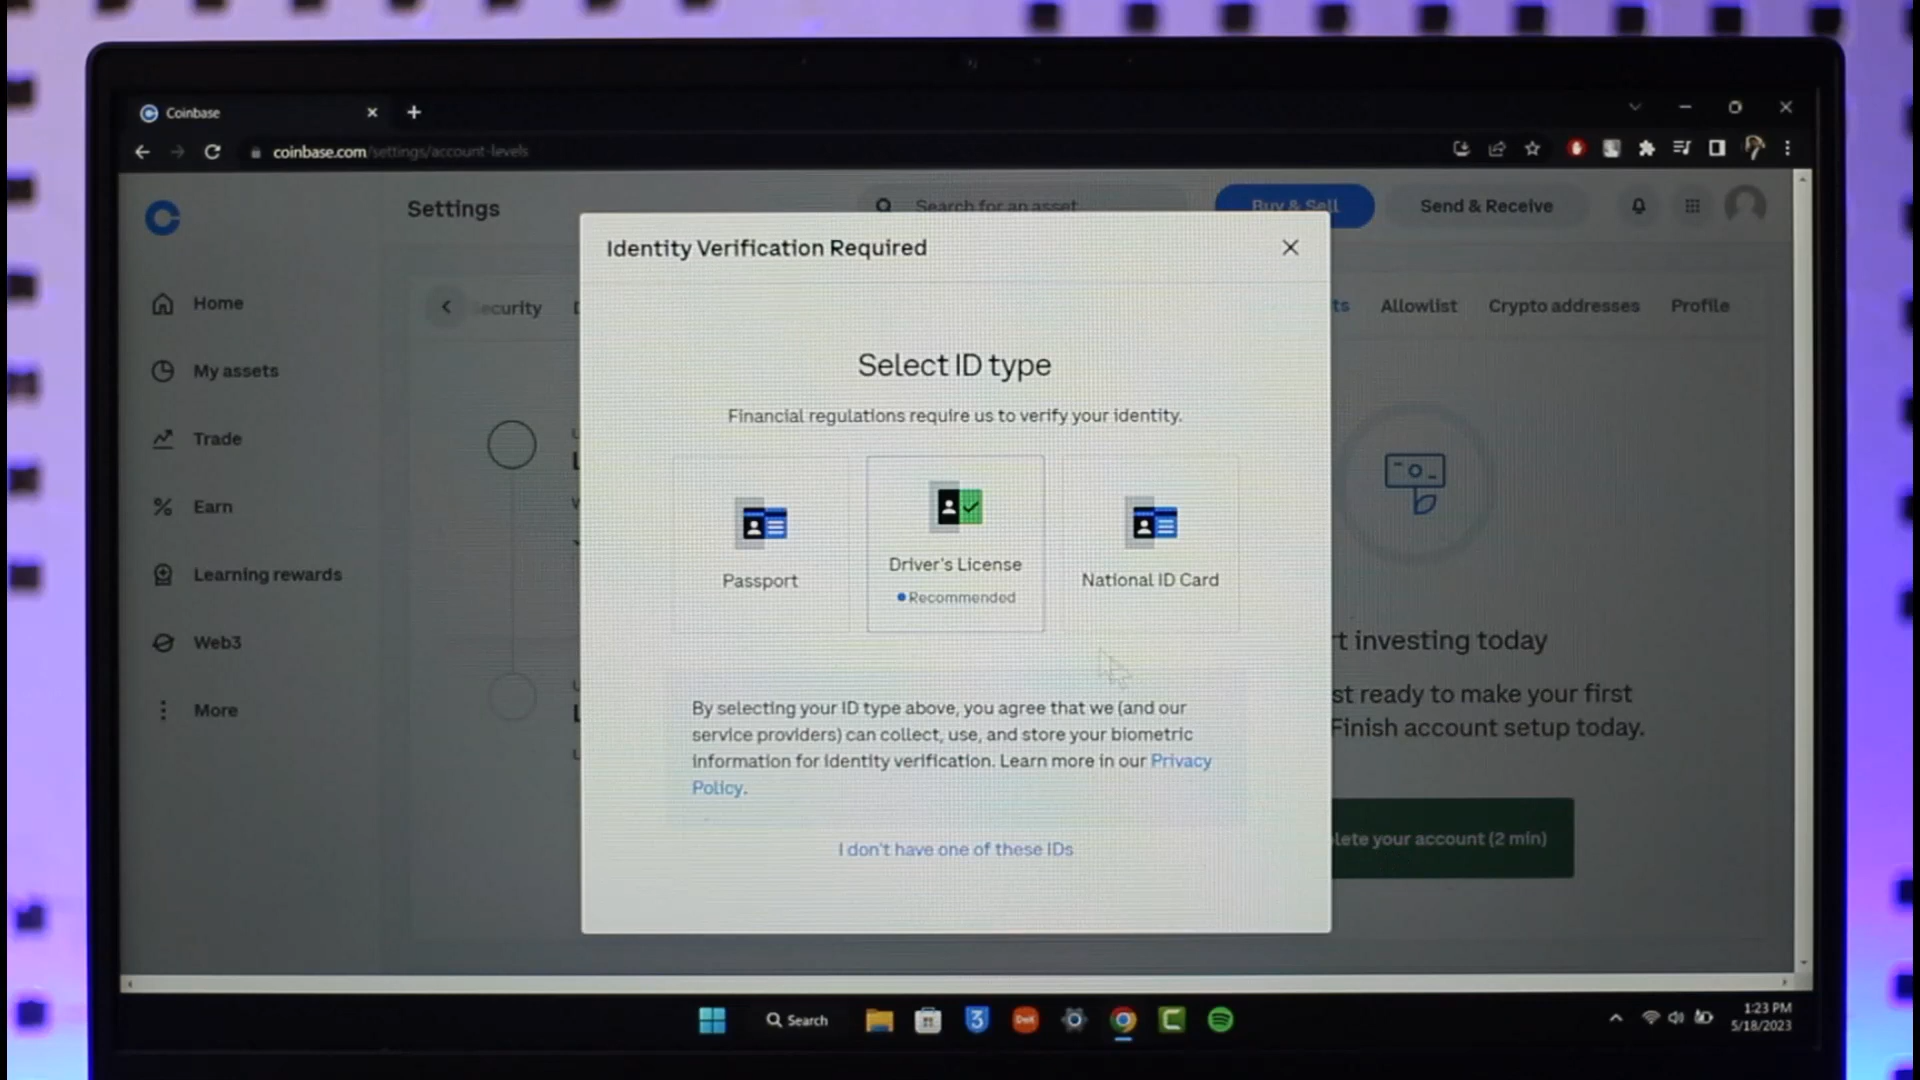 Coinbase
coinbase.com/settings/account-levels
Settings
Search for an asset
Buy & Sell
Send & Receive
Identity Verification Required
Home
My assets
Trade
Earn
Learning rewards
Web3
More
ecurity
ts
Allowlist
Crypto addresses
Profile
Select ID type
Financial regulations require us to verify your identity.
Passport
Driver's License
Recommended
National ID Card
By selecting your ID type above, you agree that we (and our
service providers) can collect, use, and store your biometric
information for identity verification. Learn more in our Privacy
Policy.
I don't have one of these IDs
t investing today
st ready to make your first
Finish account setup today.
lete your account (2 min)
Search
3
1:23 PM
5/18/2023